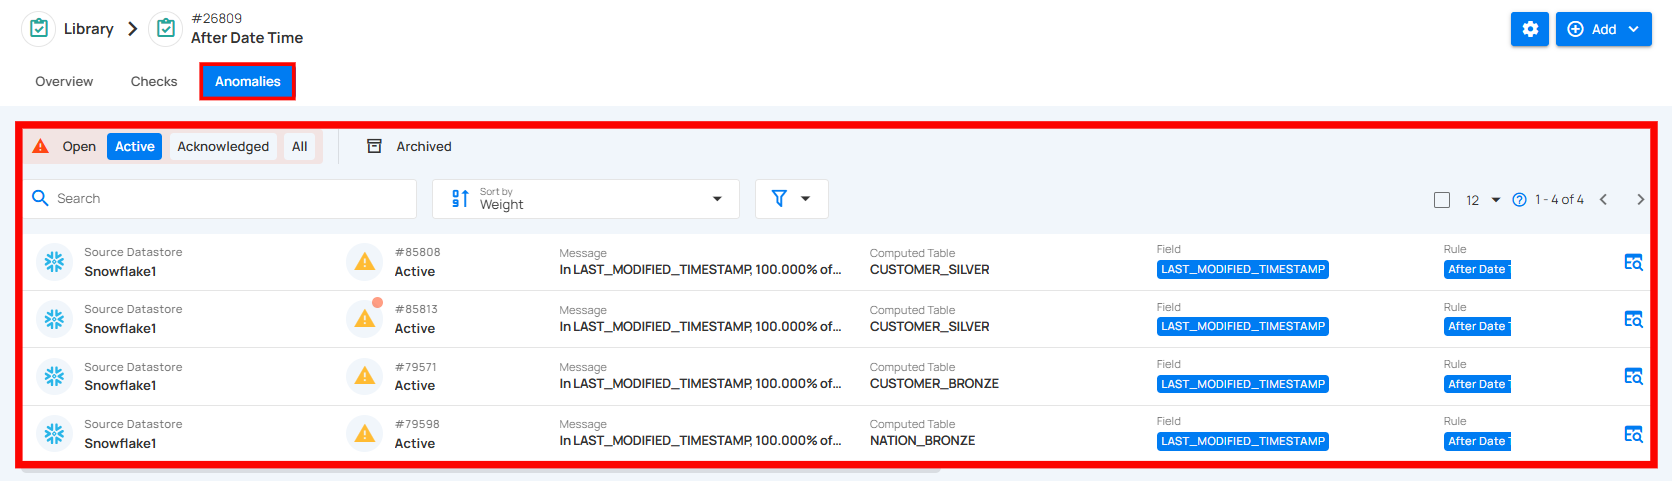 Library
#26809
After Date Time
Add
Overview
Checks
Anomalies
Open
Active
Acknowledged
All
Archived
Search
Sort by
Weight
12
1 - 4 of 4
Source Datastore
Snowflake1
#85808
Active
Message
In LAST_MODIFIED_TIMESTAMP, 100.000% of...
Computed Table
CUSTOMER_SILVER
Field
LAST_MODIFIED_TIMESTAMP
Rule
After Date T
Source Datastore
Snowflake1
#85813
Active
Message
In LAST_MODIFIED_TIMESTAMP, 100.000% of...
Computed Table
CUSTOMER_SILVER
Field
LAST_MODIFIED_TIMESTAMP
Rule
After Date T
Source Datastore
Snowflake1
#79571
Active
Message
In LAST_MODIFIED_TIMESTAMP, 100.000% of...
Computed Table
CUSTOMER_BRONZE
Field
LAST_MODIFIED_TIMESTAMP
Rule
After Date T
Source Datastore
Snowflake1
#79598
Active
Message
In LAST_MODIFIED_TIMESTAMP, 100.000% of...
Computed Table
NATION_BRONZE
Field
LAST_MODIFIED_TIMESTAMP
Rule
After Date T